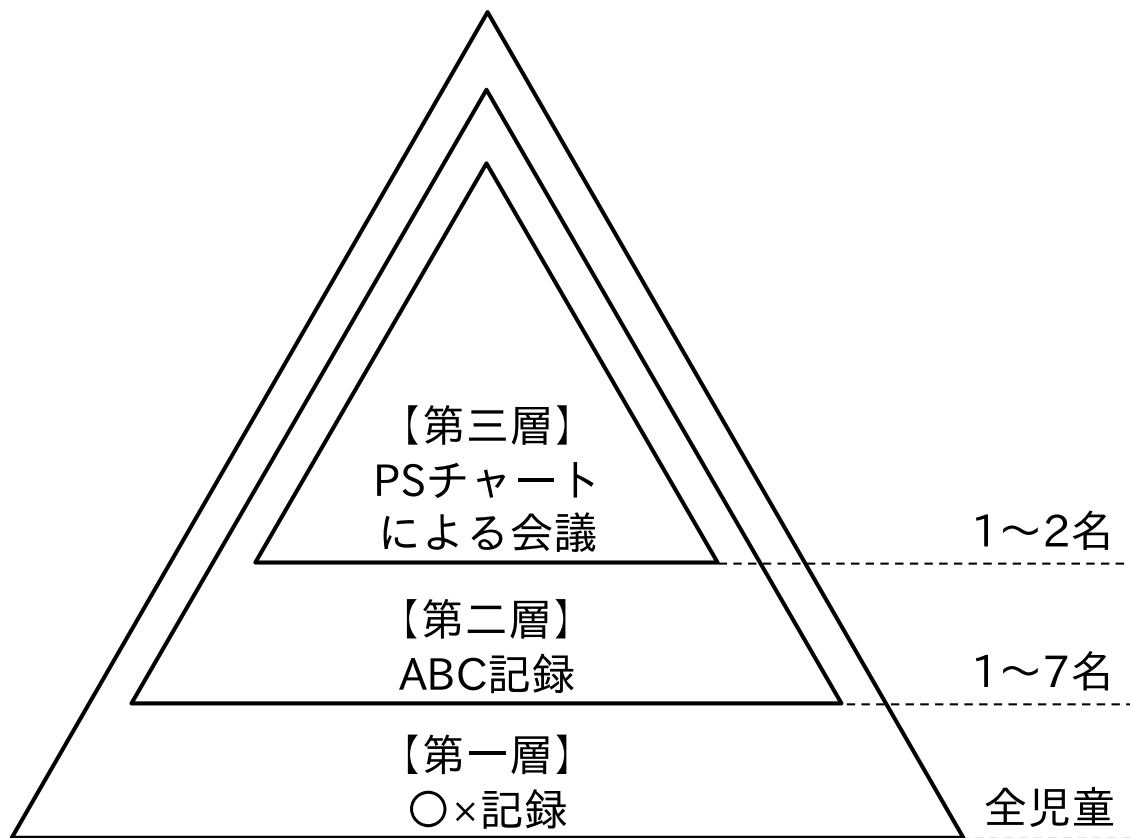 【第三層】
PSチャート
による会議
1～2名
【第二層】
ABC記録
1～7名
【第一層】
〇×記録
全児童